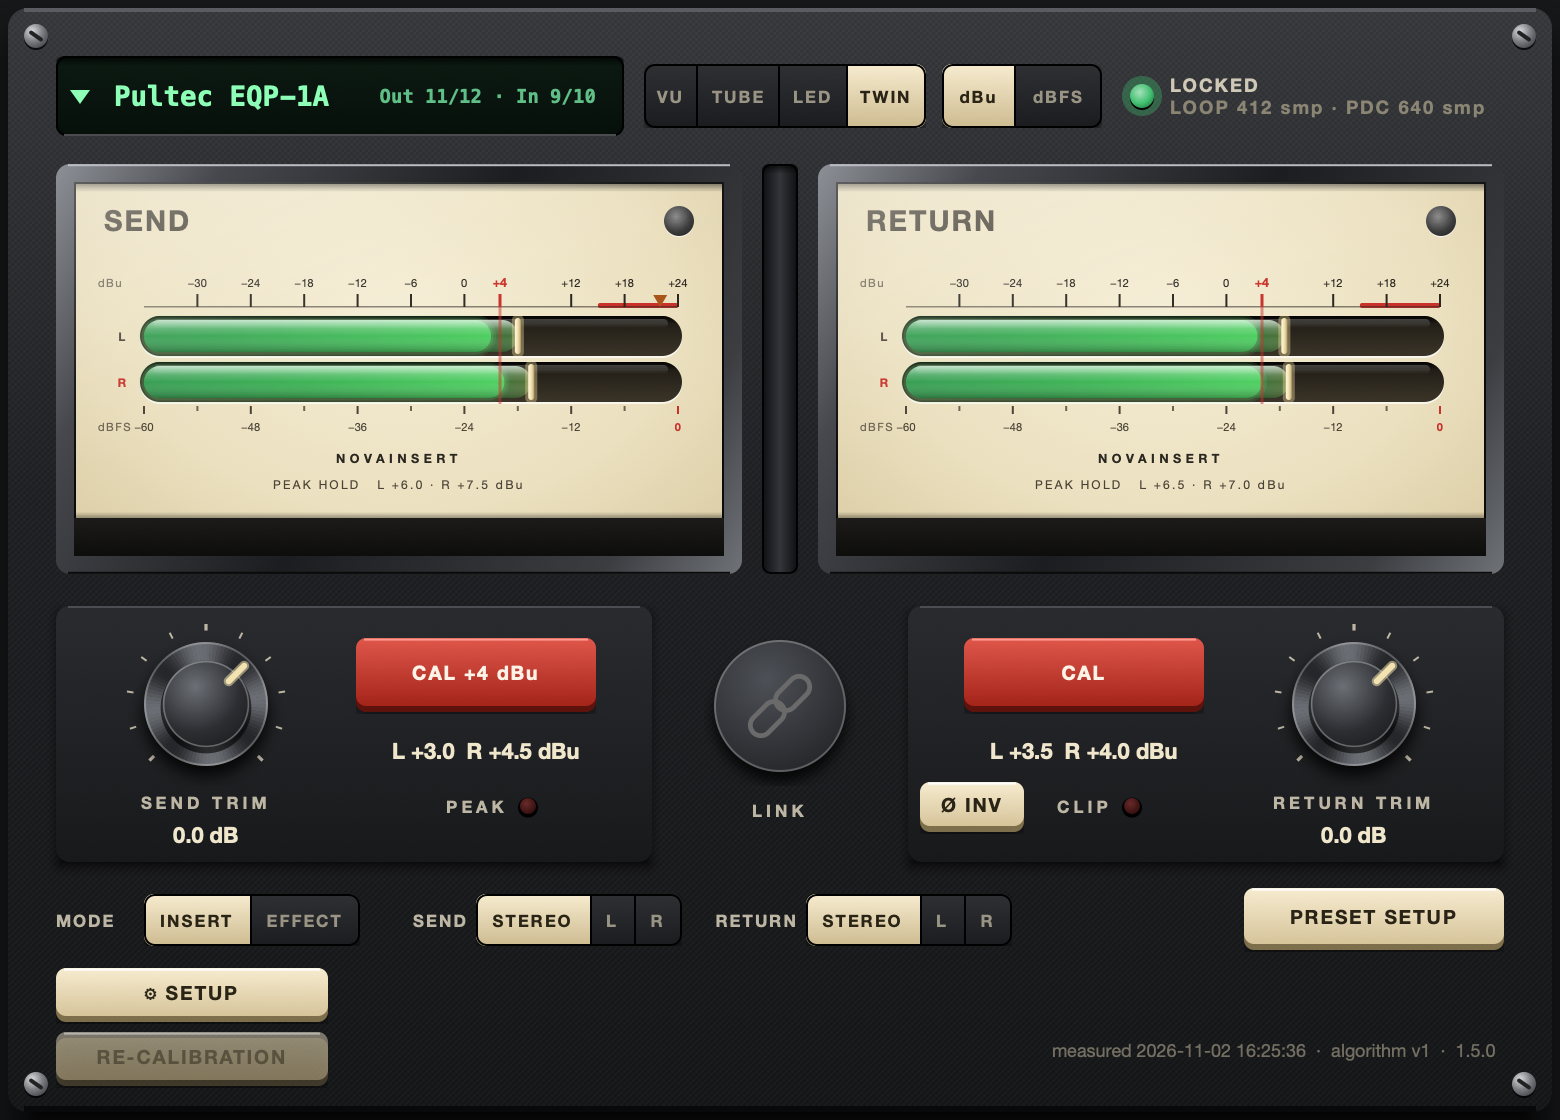 ▼ Pultec EQP-1A Out 11/12 · In 9/10
VU TUBE LED TWIN
dBu dBFS
LOCKED
LOOP 412 smp · PDC 640 smp
SEND
dBu −30 −24 −18 −12 −6 0 +4 +12 +18 +24
L
R
dBFS −60 −48 −36 −24 −12 0
NOVAINSERT
PEAK HOLD L +6.0 · R +7.5 dBu
RETURN
dBu −30 −24 −18 −12 −6 0 +4 +12 +18 +24
L
R
dBFS −60 −48 −36 −24 −12 0
NOVAINSERT
PEAK HOLD L +6.5 · R +7.0 dBu
CAL +4 dBu
L +3.0 R +4.5 dBu
SEND TRIM
0.0 dB
PEAK
LINK
CAL
L +3.5 R +4.0 dBu
Ø INV
CLIP
RETURN TRIM
0.0 dB
MODE INSERT EFFECT
SEND STEREO L R
RETURN STEREO L R
PRESET SETUP
⚙ SETUP
RE-CALIBRATION
measured 2026-11-02 16:25:36 · algorithm v1 · 1.5.0